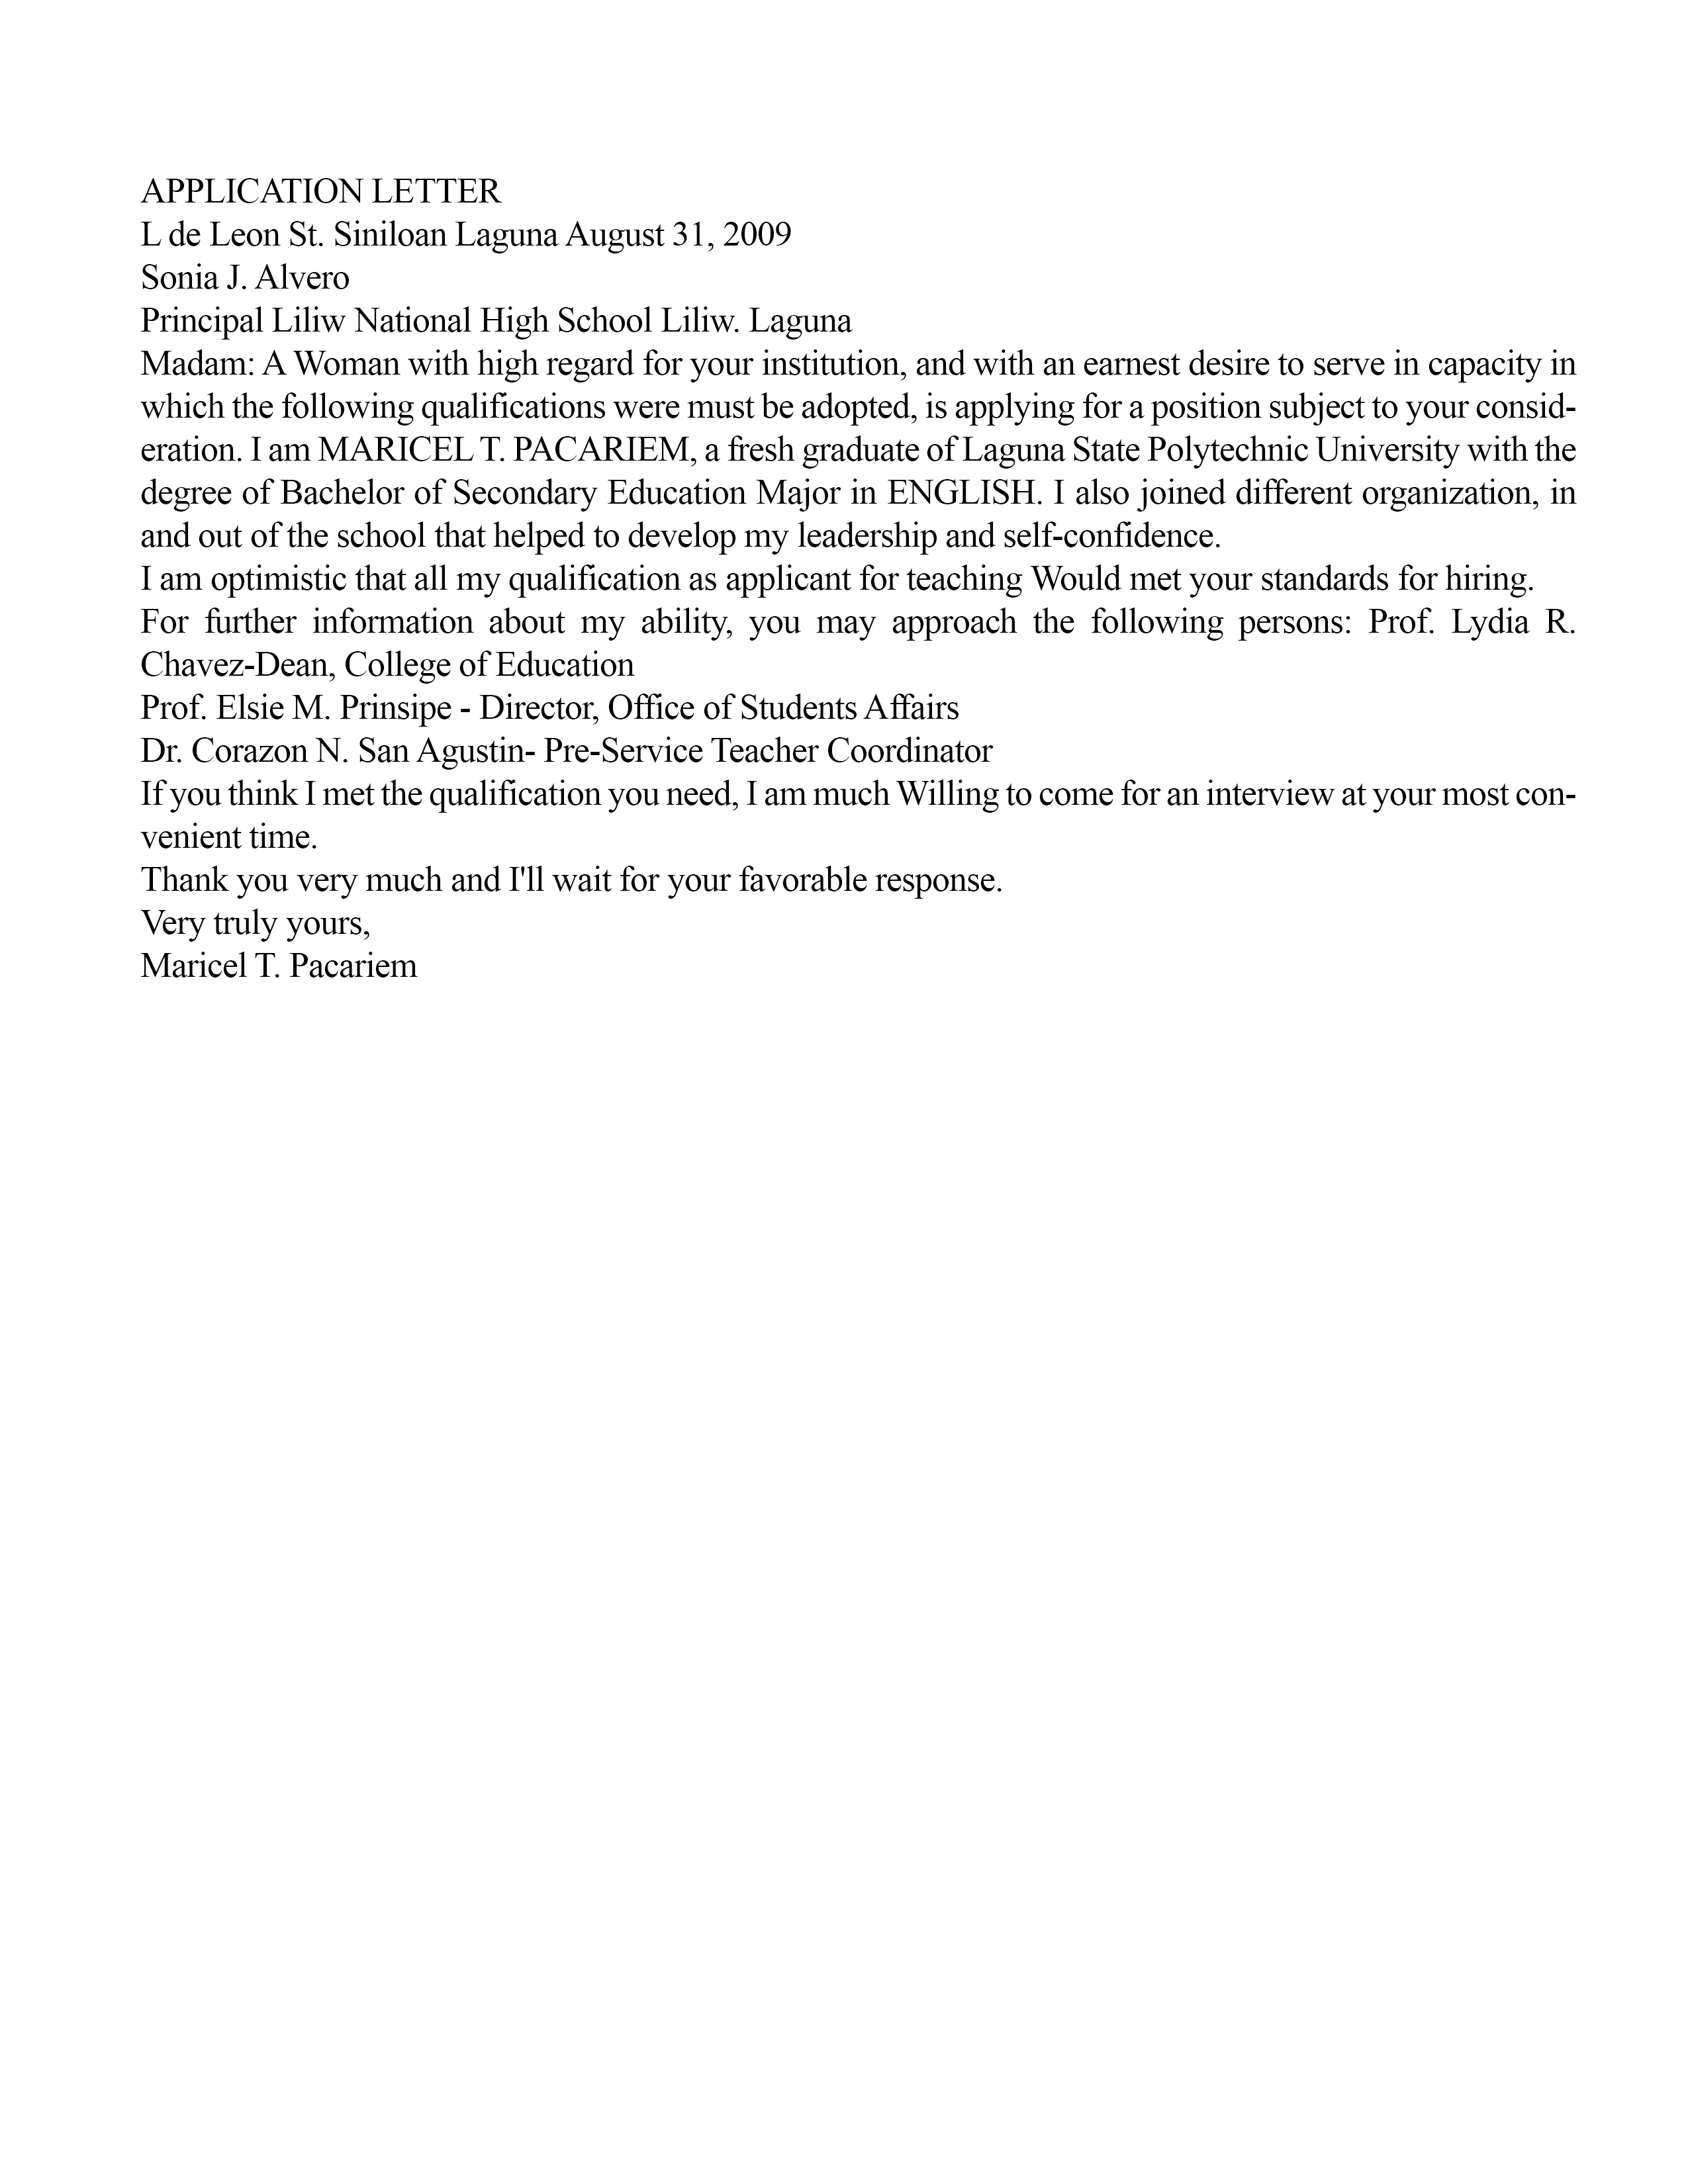 APPLICATION LETTER
L de Leon St. Siniloan Laguna August 31, 2009
Sonia J. Alvero
Principal Liliw National High School Liliw. Laguna
Madam: A Woman with high regard for your institution, and with an earnest desire to serve in capacity in
which the following qualifications were must be adopted, is applying for a position subject to your consid-
eration. I am MARICEL T. PACARIEM, a fresh graduate of Laguna State Polytechnic University with the
degree of Bachelor of Secondary Education Major in ENGLISH. I also joined different organization, in
and out of the school that helped to develop my leadership and self-confidence.
I am optimistic that all my qualification as applicant for teaching Would met your standards for hiring.
For further information about my ability, you may approach the following persons: Prof. Lydia R.
Chavez-Dean, College of Education
Prof. Elsie M. Prinsipe - Director, Office of Students Affairs
Dr. Corazon N. San Agustin- Pre-Service Teacher Coordinator
If you think I met the qualification you need, I am much Willing to come for an interview at your most con-
venient time.
Thank you very much and I'll wait for your favorable response.
Very truly yours,
Maricel T. Pacariem